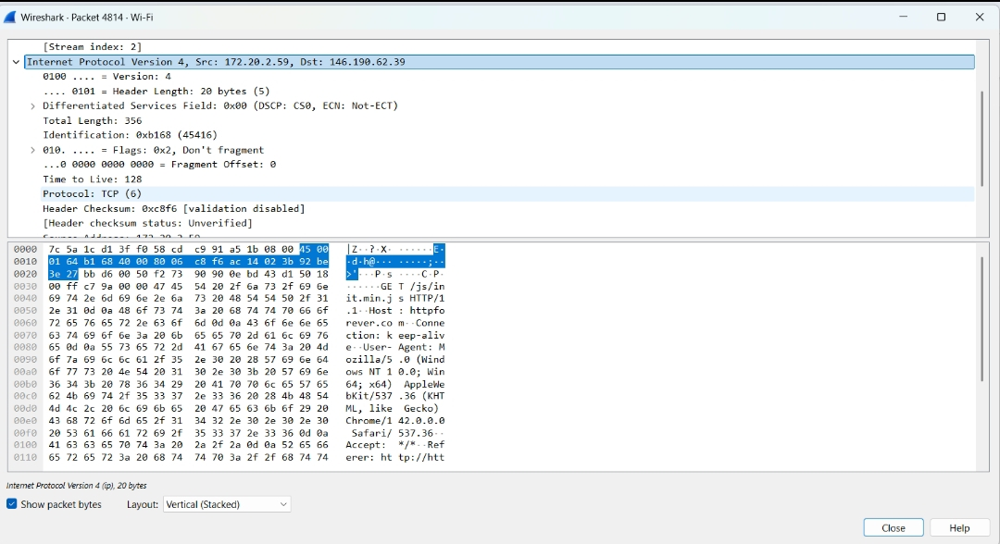 Wireshark · Packet 4814 · Wi-Fi
[Stream index: 2]
Internet Protocol Version 4, Src: 172.20.2.59, Dst: 146.190.62.39
0100 .... = Version: 4
.... 0101 = Header Length: 20 bytes (5)
Differentiated Services Field: 0x00 (DSCP: CS0, ECN: Not-ECT)
Total Length: 356
Identification: 0xb168 (45416)
010. .... = Flags: 0x2, Don't fragment
...0 0000 0000 0000 = Fragment Offset: 0
Time to Live: 128
Protocol: TCP (6)
Header Checksum: 0xc8f6 [validation disabled]
[Header checksum status: Unverified]
Source Address: 172.20.2.59
0000 7c 5a 1c d1 3f f0 58 cd c9 91 a5 1b 08 00 45 00 |Z··?·X· ······E·
0010 01 64 b1 68 40 00 80 06 c8 f6 ac 14 02 3b 92 be ·d·h@··· ·····;··
0020 3e 27 bb d6 00 50 f2 73 90 90 0e bd 43 d1 50 18 >'···P·s ····C·P·
0030 00 ff c7 9a 00 00 47 45 54 20 2f 6a 73 2f 69 6e ······GE T /js/in
0040 69 74 2e 6d 69 6e 2e 6a 73 20 48 54 54 50 2f 31 it.min.j s HTTP/1
0050 2e 31 0d 0a 48 6f 73 74 3a 20 68 74 74 70 66 6f .1··Host : httpfo
0060 72 65 76 65 72 2e 63 6f 6d 0d 0a 43 6f 6e 6e 65 rever.co m··Conne
0070 63 74 69 6f 6e 3a 20 6b 65 65 70 2d 61 6c 69 76 ction: k eep-aliv
0080 65 0d 0a 55 73 65 72 2d 41 67 65 6e 74 3a 20 4d e··User- Agent: M
0090 6f 7a 69 6c 6c 61 2f 35 2e 30 20 28 57 69 6e 64 ozilla/5 .0 (Wind
00a0 6f 77 73 20 4e 54 20 31 30 2e 30 3b 20 57 69 6e ows NT 1 0.0; Win
00b0 36 34 3b 20 78 36 34 29 20 41 70 70 6c 65 57 65 64; x64) AppleWe
00c0 62 4b 69 74 2f 35 33 37 2e 33 36 20 28 4b 48 54 bKit/537 .36 (KHT
00d0 4d 4c 2c 20 6c 69 6b 65 20 47 65 63 6b 6f 29 20 ML, like Gecko)
00e0 43 68 72 6f 6d 65 2f 31 34 32 2e 30 2e 30 2e 30 Chrome/1 42.0.0.0
00f0 20 53 61 66 61 72 69 2f 35 33 37 2e 33 36 0d 0a Safari/ 537.36··
0100 41 63 63 65 70 74 3a 20 2a 2f 2a 0d 0a 52 65 66 Accept: */*··Ref
0110 65 72 65 72 3a 20 68 74 74 70 3a 2f 2f 68 74 74 erer: ht tp://htt
Internet Protocol Version 4 (ip), 20 bytes
Show packet bytes Layout: Vertical (Stacked)
Close Help